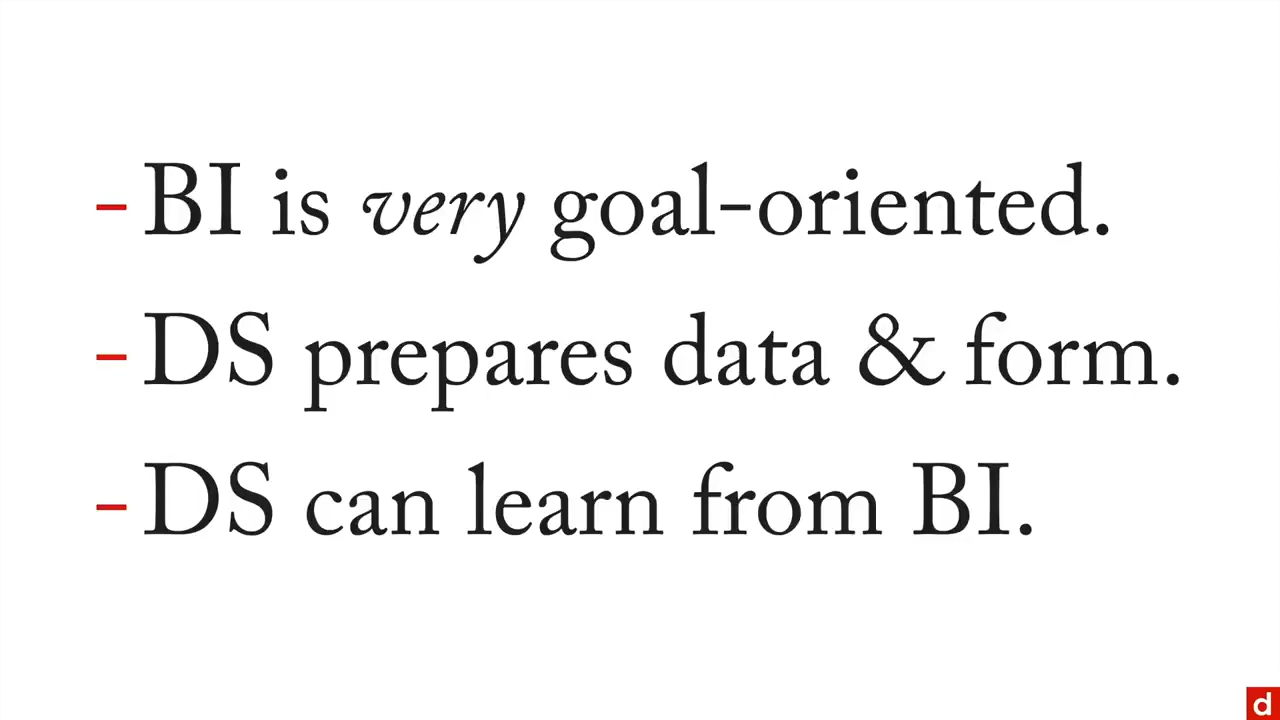 - BI is very goal-oriented.
- DS prepares data & form.
- DS can learn from BI.
d